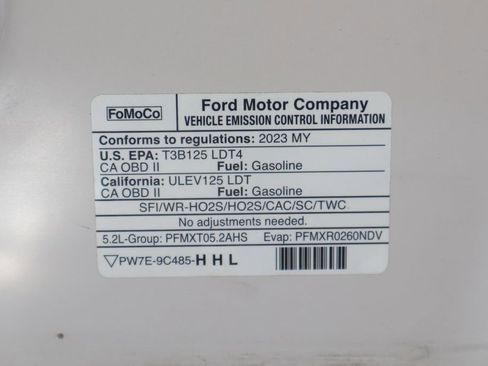 FoMoCo
Ford Motor Company
VEHICLE EMISSION CONTROL INFORMATION
Conforms to regulations: 2023 MY
U.S. EPA: T3B125 LDT4
CA OBD II Fuel: Gasoline
California: ULEV125 LDT
CA OBD II Fuel: Gasoline
SFI/WR-HO2S/HO2S/CAC/SC/TWC
No adjustments needed.
5.2L-Group: PFMXT05.2AHS Evap: PFMXR0260NDV
PW7E-9C485-HHL